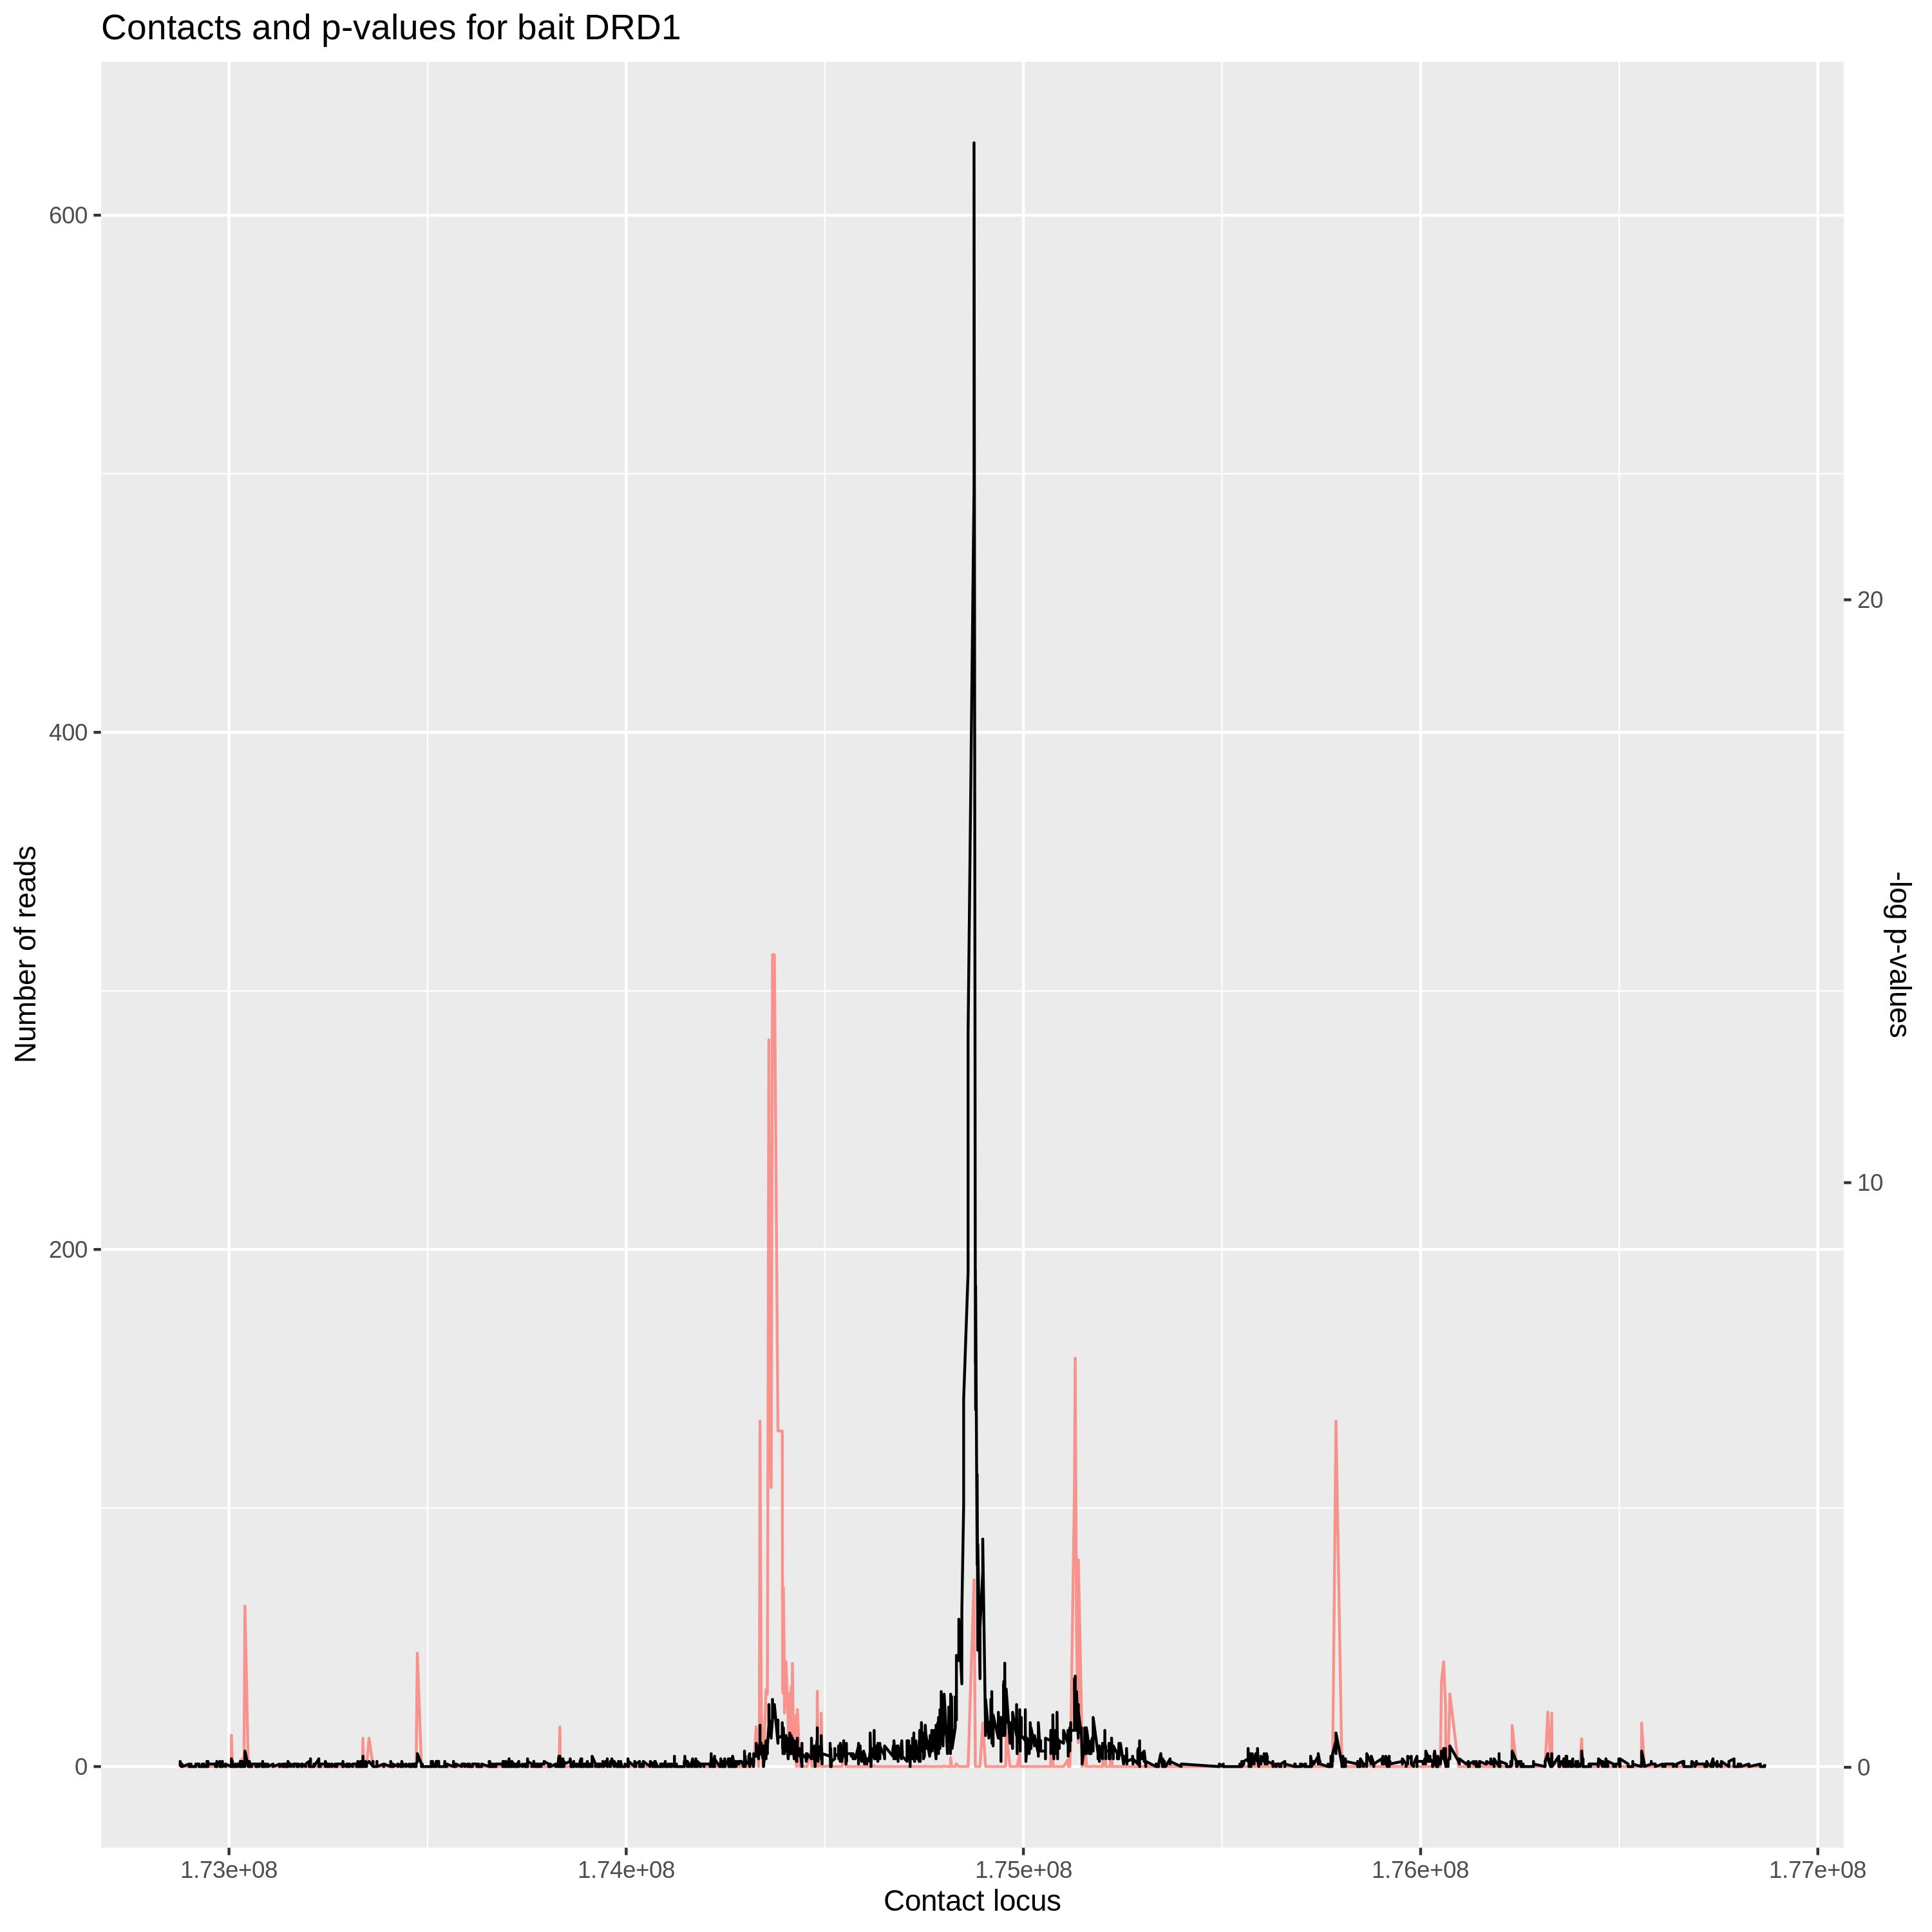 Contacts and p-values for bait DRD1
600
400
200
0
Number of reads
20
10
0
-log p-values
1.73e+08
1.74e+08
1.75e+08
1.76e+08
1.77e+08
Contact locus